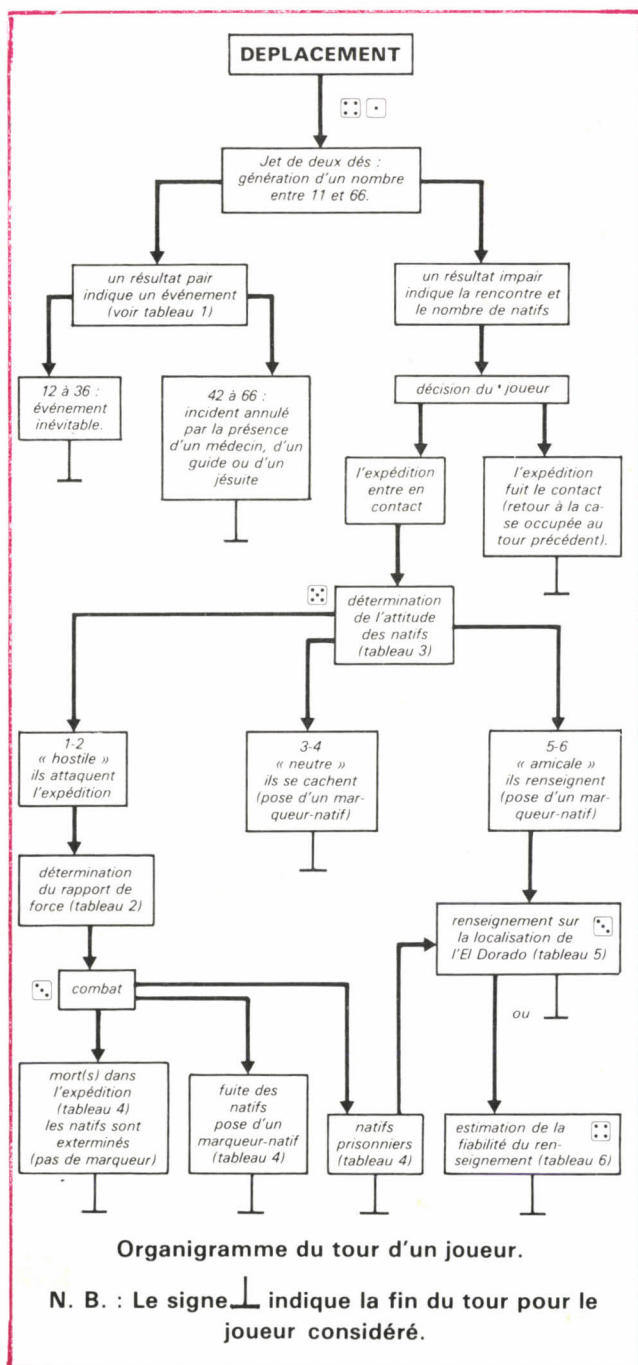 DEPLACEMENT
Jet de deux dés :
génération d'un nombre
entre 11 et 66.
un résultat pair
indique un événement
(voir tableau 1)
un résultat impair
indique la rencontre et
le nombre de natifs
12 à 36 :
événement
inévitable.
42 à 66 :
incident annulé
par la présence
d'un médecin, d'un
guide ou d'un
jésuite
décision du joueur
l'expédition
entre en
contact
l'expédition
fuit le contact
(retour à la ca-
se occupée au
tour précédent).
détermination
de l'attitude
des natifs
(tableau 3)
1-2
« hostile »
ils attaquent
l'expédition
3-4
« neutre »
ils se cachent
(pose d'un mar-
queur-natif)
5-6
« amicale »
ils renseignent
(pose d'un mar-
queur-natif)
détermination
du rapport de
force (tableau 2)
renseignement sur
la localisation de
l'El Dorado (tableau 5)
combat
ou
mort(s) dans
l'expédition
(tableau 4)
les natifs sont
exterminés
(pas de marqueur)
fuite des
natifs
pose d'un
marqueur-natif
(tableau 4)
natifs
prisonniers
(tableau 4)
estimation de la
fiabilité du ren-
seignement (tableau 6)
Organigramme du tour d'un joueur.
N. B. : Le signe ⊥ indique la fin du tour pour le
joueur considéré.